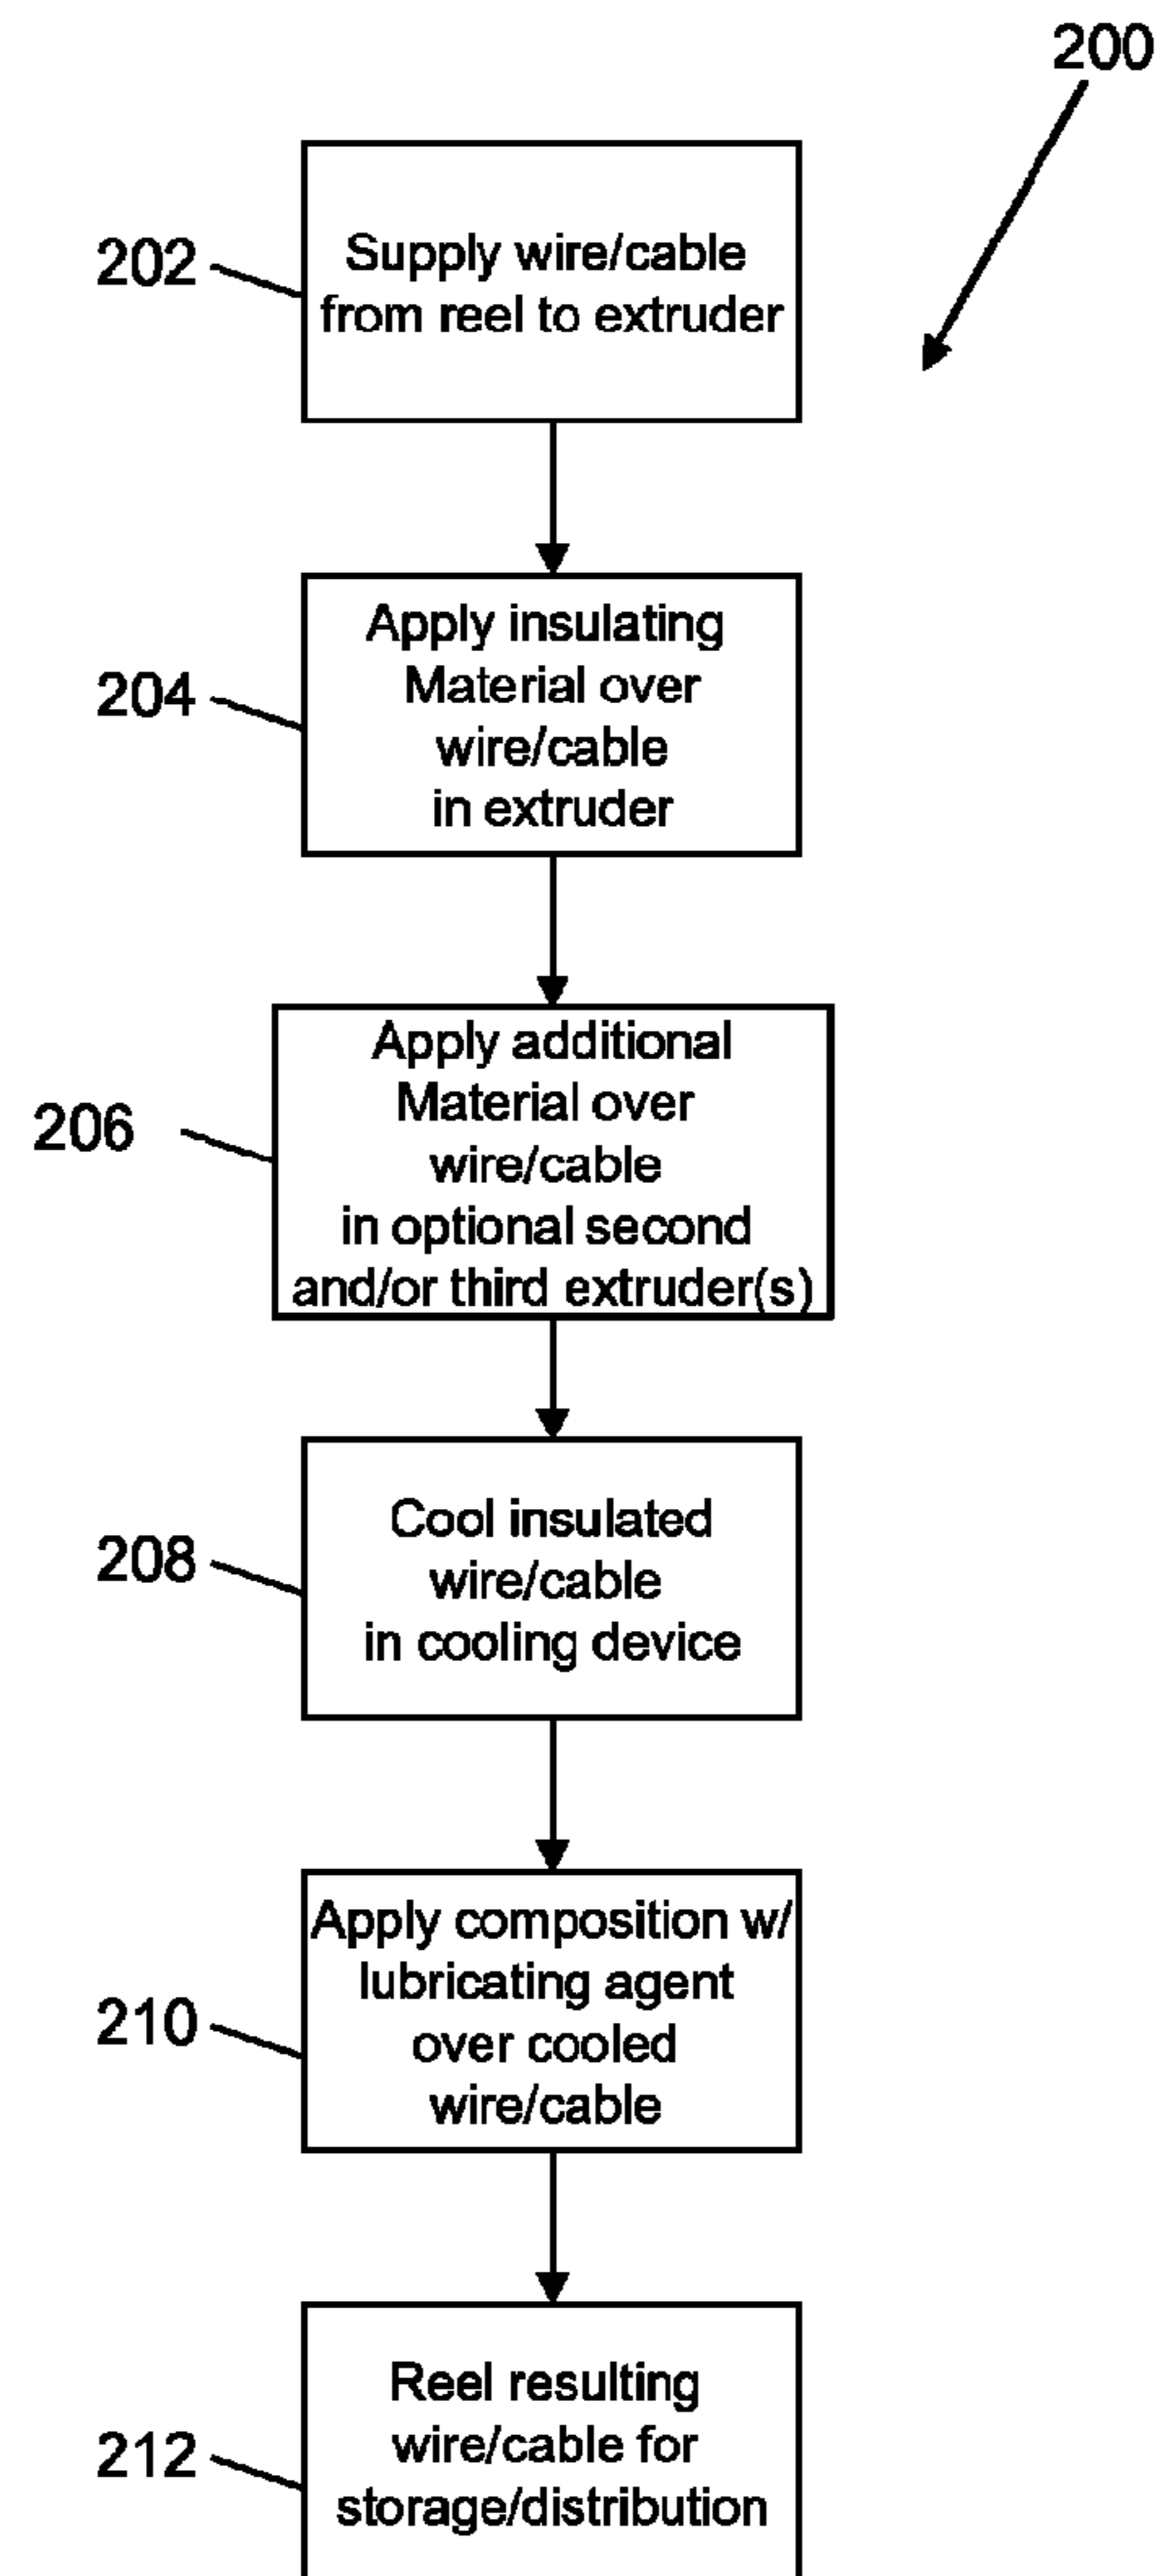 200
202
Supply wire/cable
from reel to extruder
204
Apply insulating
Material over
wire/cable
in extruder
206
Apply additional
Material over
wire/cable
in optional second
and/or third extruder(s)
208
Cool insulated
wire/cable
in cooling device
210
Apply composition w/
lubricating agent
over cooled
wire/cable
212
Reel resulting
wire/cable for
storage/distribution